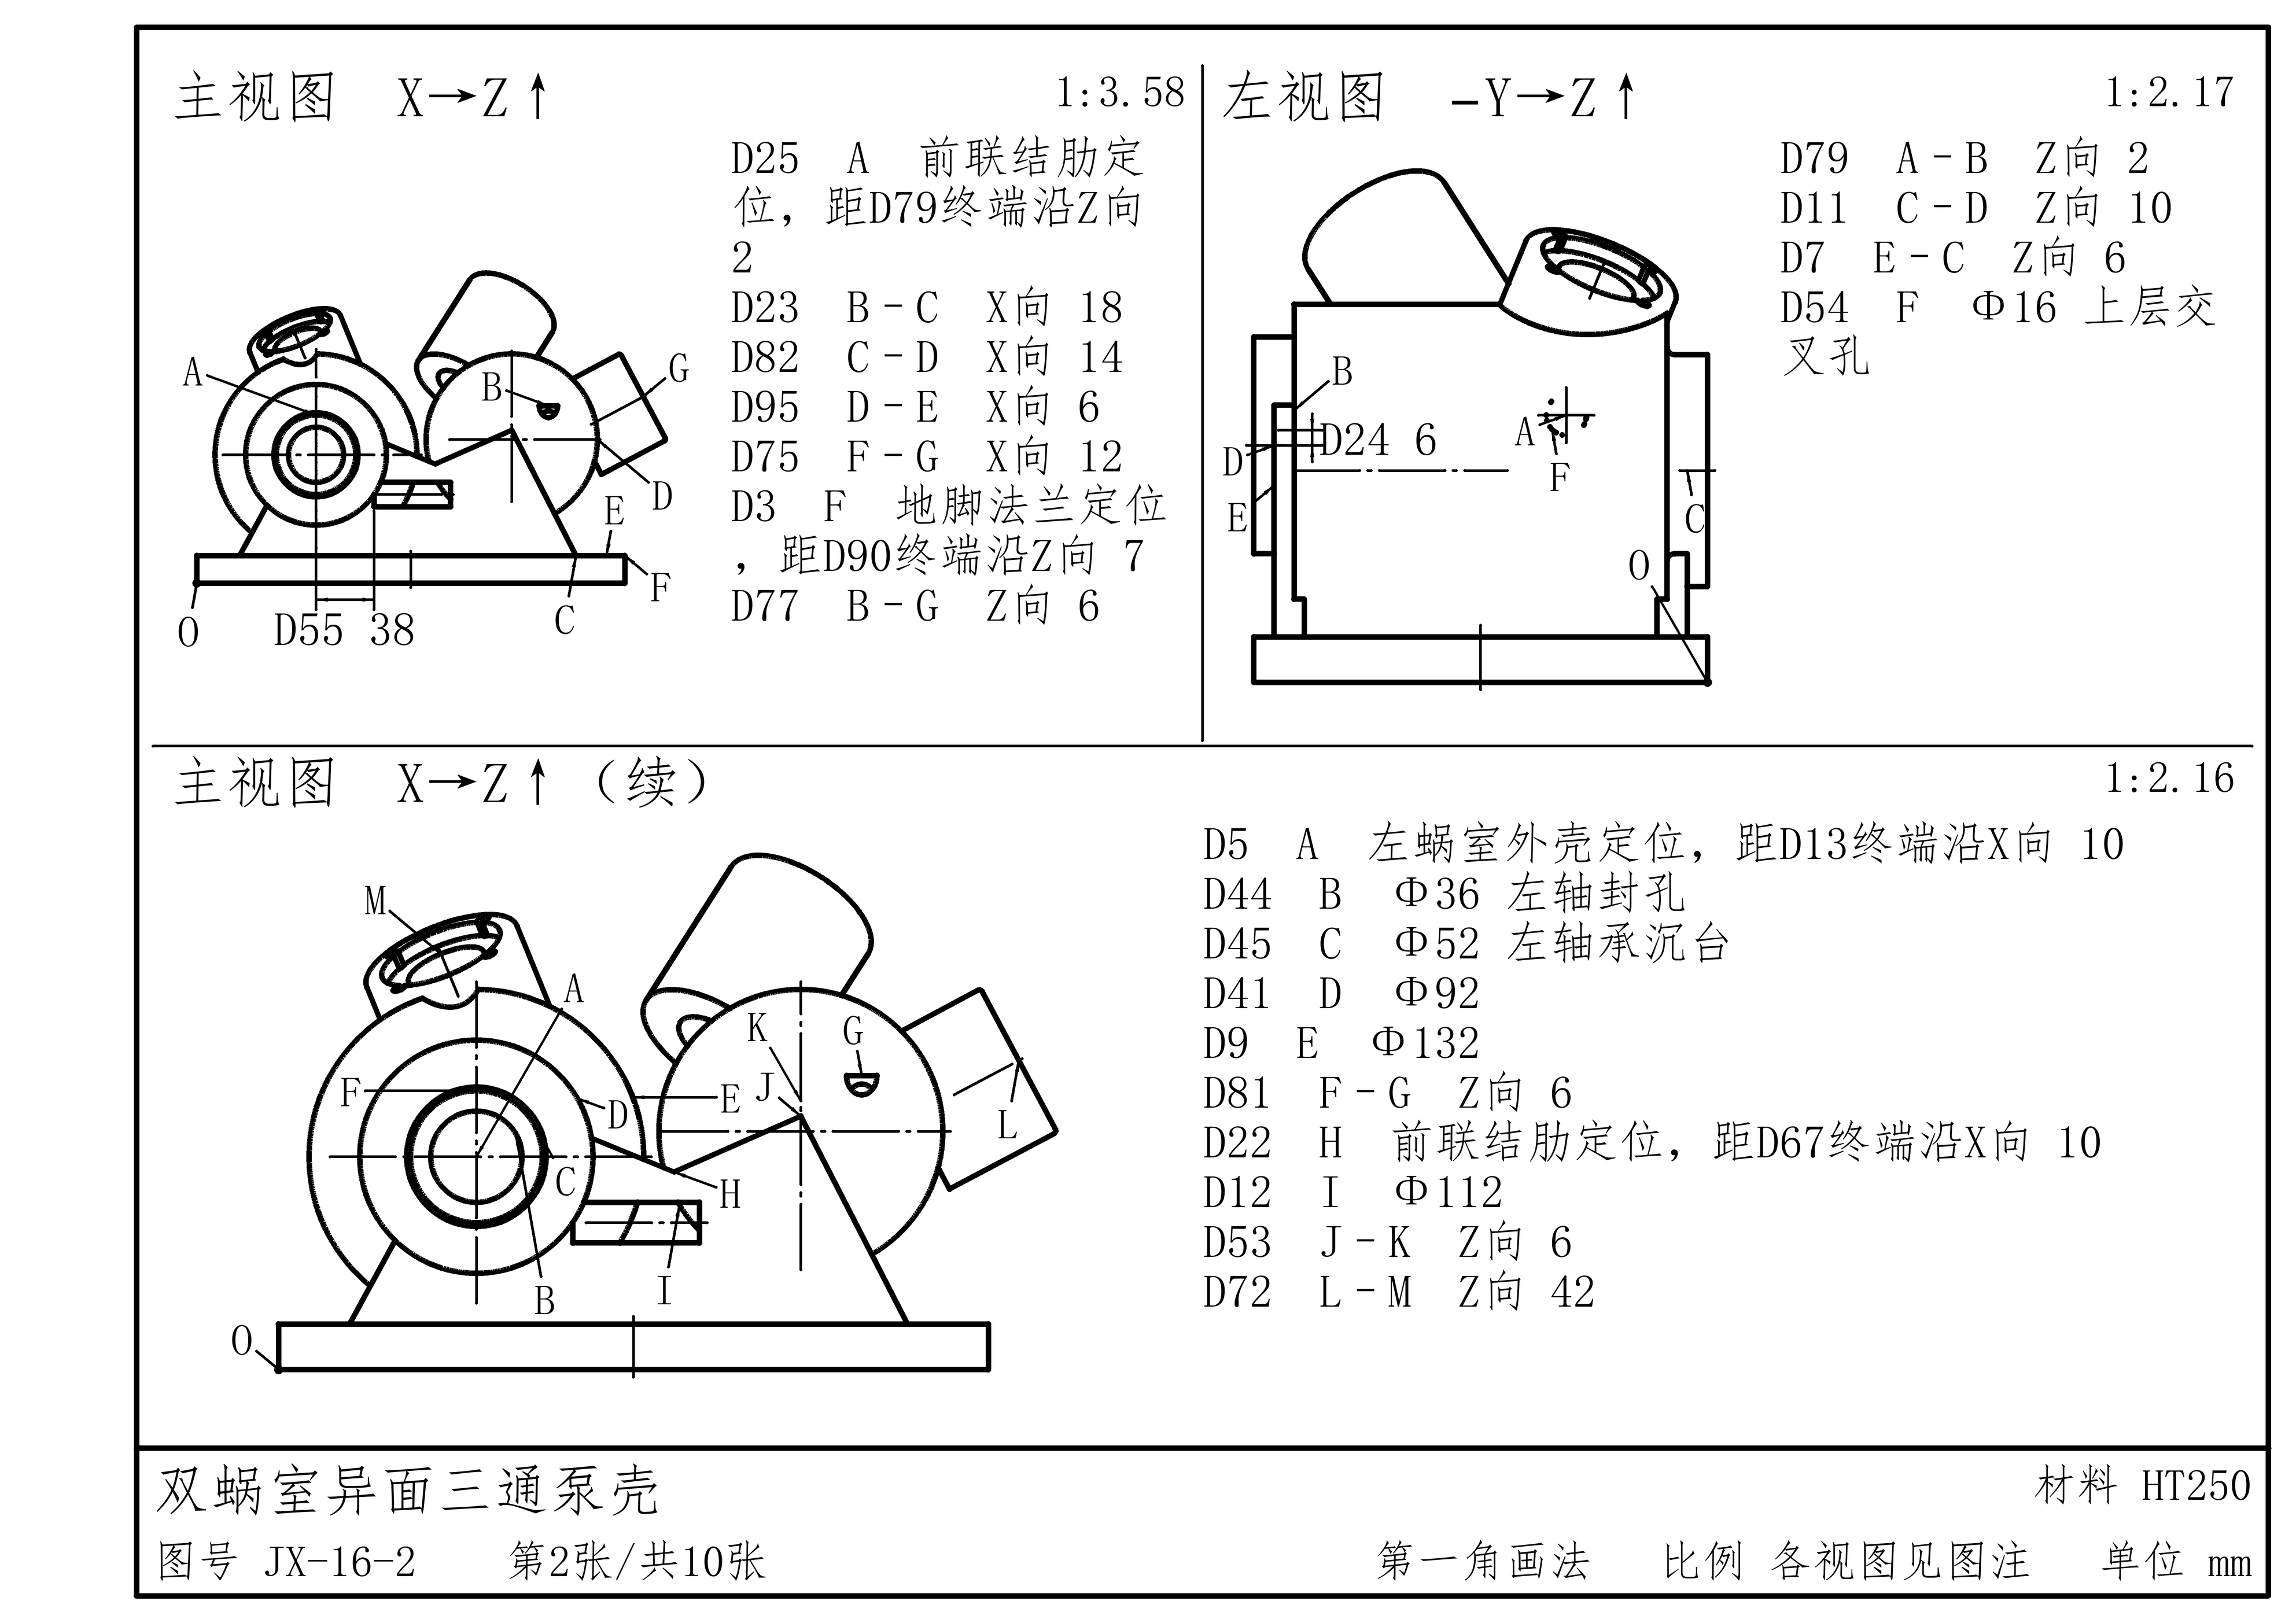 主视图 X→Z↑ 1:3.58
D25 A 前联结肋定
位，距D79终端沿Z向
2
D23 B-C X向 18
D82 C-D X向 14
D95 D-E X向 6
D75 F-G X向 12
D3 F 地脚法兰定位
，距D90终端沿Z向 7
D77 B-G Z向 6
A
B
G
D
E
F
C
O
D55 38
左视图 -Y→Z↑ 1:2.17
D79 A-B Z向 2
D11 C-D Z向 10
D7 E-C Z向 6
D54 F Φ16 上层交
叉孔
B
D24 6
A
D
F
E
C
O
主视图 X→Z↑（续） 1:2.16
D5 A 左蜗室外壳定位，距D13终端沿X向 10
D44 B Φ36 左轴封孔
D45 C Φ52 左轴承沉台
D41 D Φ92
D9 E Φ132
D81 F-G Z向 6
D22 H 前联结肋定位，距D67终端沿X向 10
D12 I Φ112
D53 J-K Z向 6
D72 L-M Z向 42
M
A
K
G
J
F
D
E
L
C
H
B
I
O
双蜗室异面三通泵壳
材料 HT250
图号 JX-16-2 第2张/共10张
第一角画法 比例 各视图见图注 单位 mm